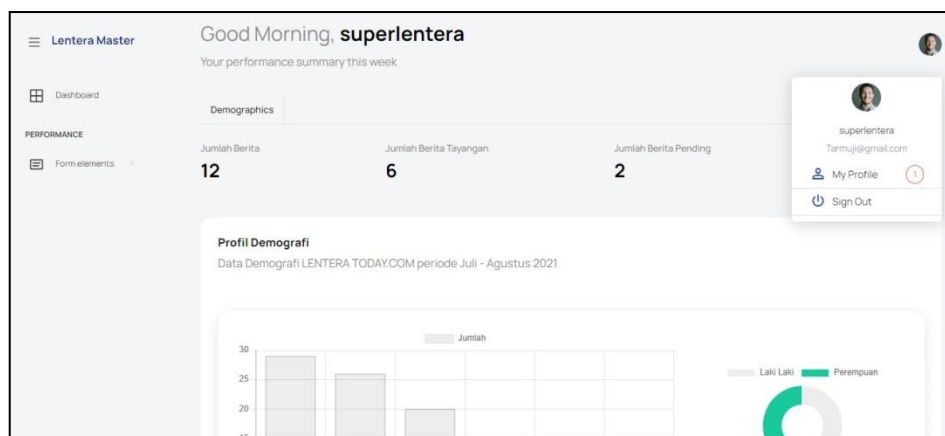 Lentera Master
Good Morning, superlentera
Your performance summary this week
Dashboard
PERFORMANCE
Form elements
Demographics
Jumlah Berita
12
Jumlah Berita Tayangan
6
Jumlah Berita Pending
2
superlentera
Tarmuji@gmail.com
My Profile 1
Sign Out
Profil Demografi
Data Demografi LENTERA TODAY.COM periode Juli - Agustus 2021
Jumlah
30
25
20
Laki Laki Perempuan